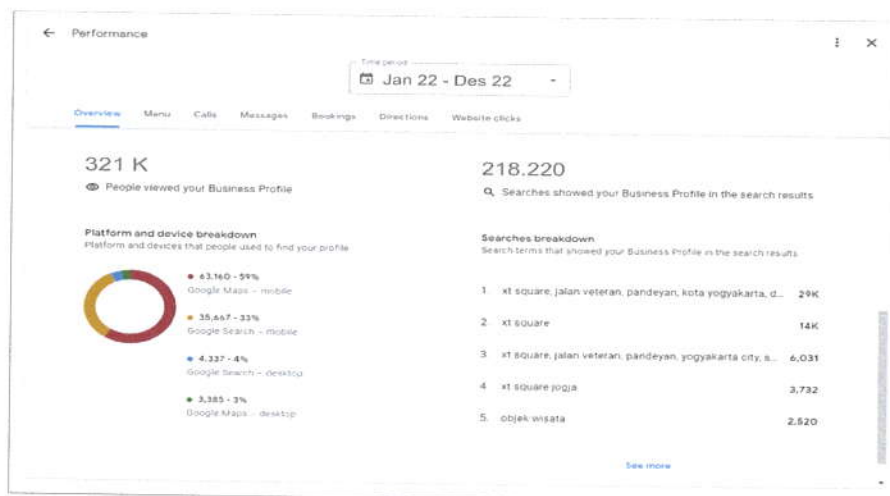 Performance
Time period
Jan 22 - Des 22
Overview Menu Calls Messages Bookings Directions Website clicks
321 K
People viewed your Business Profile
Platform and device breakdown
Platform and devices that people used to find your profile
63,160 - 59%
Google Maps – mobile
35,667 - 33%
Google Search – mobile
4,337 - 4%
Google Search – desktop
3,385 - 3%
Google Maps – desktop
218.220
Searches showed your Business Profile in the search results
Searches breakdown
Search terms that showed your Business Profile in the search results
1 xt square, jalan veteran, pandeyan, kota yogyakarta, d... 29K
2 xt square 14K
3 xt square, jalan veteran, pandeyan, yogyakarta city, s... 6,031
4 xt square jogja 3,732
5. objek wisata 2,520
See more